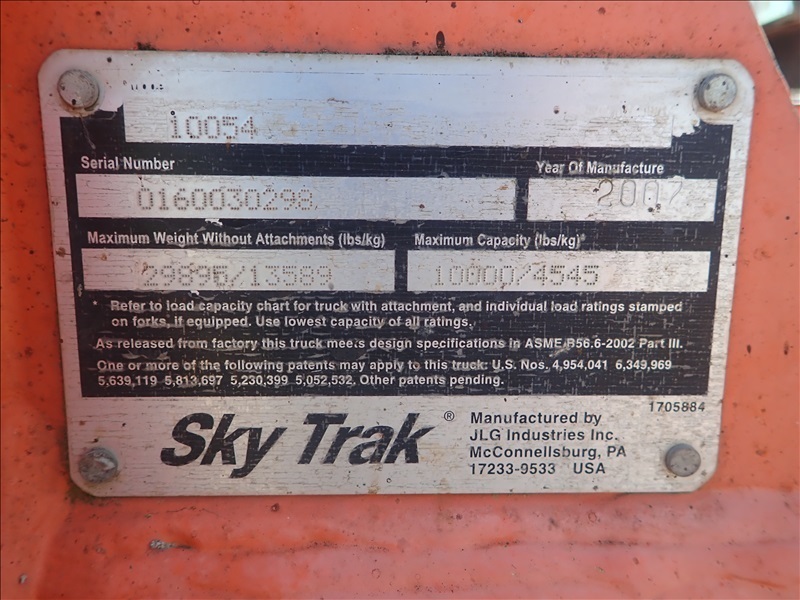 10054
Serial Number
Year Of Manufacture
0160030298
2007
Maximum Weight Without Attachments (lbs/kg)
Maximum Capacity (lbs/kg)*
29896/13589
10000/4545
* Refer to load capacity chart for truck with attachment, and individual load ratings stamped
on forks, if equipped. Use lowest capacity of all ratings.
As released from factory this truck meets design specifications in ASME B56.6-2002 Part III.
One or more of the following patents may apply to this truck: U.S. Nos. 4,954,041 6,349,969
5,639,119 5,813,697 5,230,399 5,052,532. Other patents pending.
1705884
Sky Trak ®
Manufactured by
JLG Industries Inc.
McConnellsburg, PA
17233-9533 USA